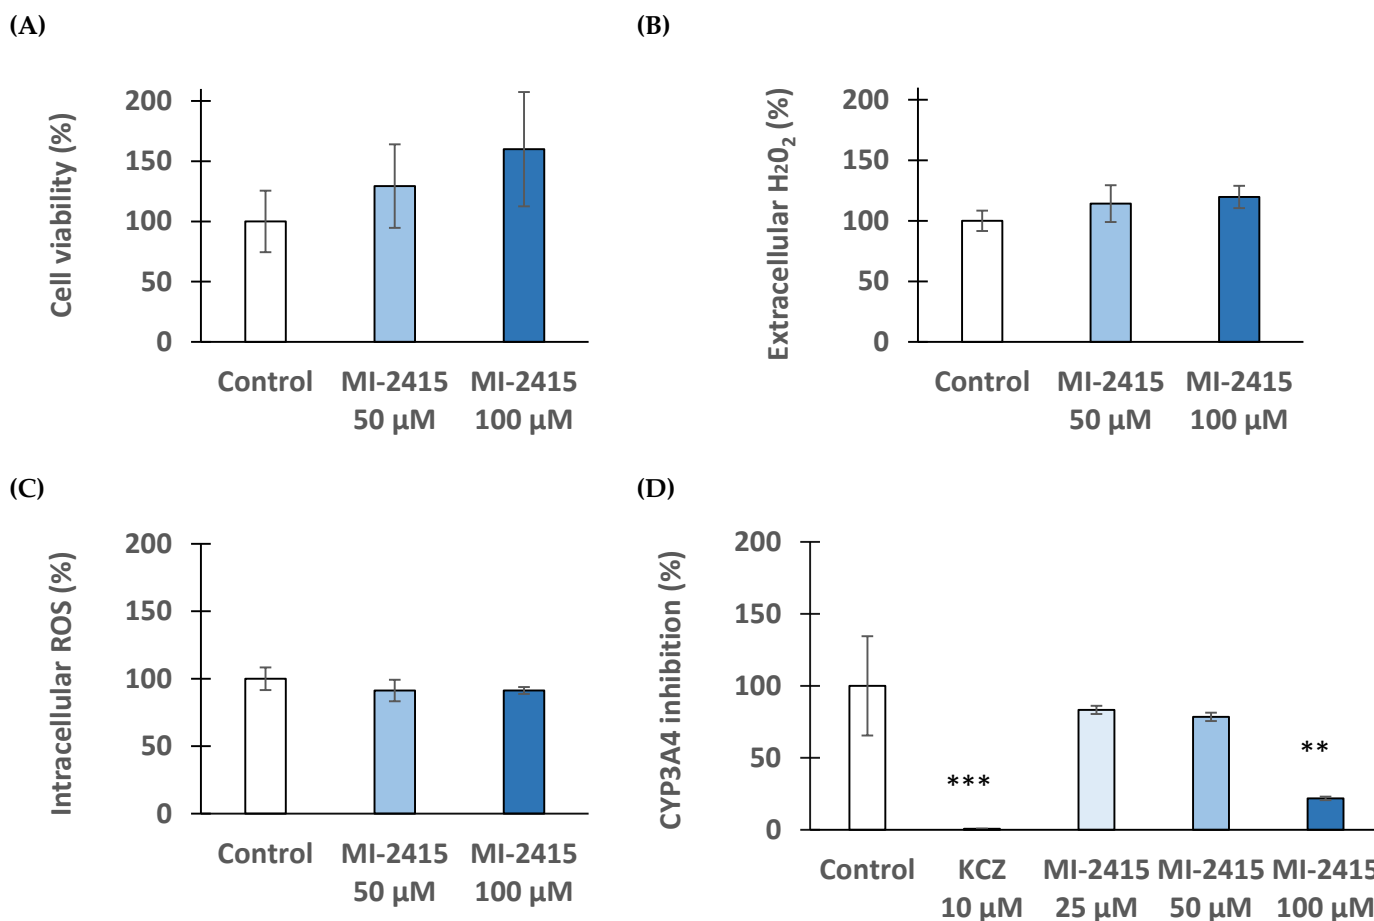 (A)
Cell viability (%)
200
150
100
50
0
Control
MI-2415
50 µM
MI-2415
100 µM
(B)
Extracellular H₂0₂ (%)
200
150
100
50
0
Control
MI-2415
50 µM
MI-2415
100 µM
(C)
Intracellular ROS (%)
200
150
100
50
0
Control
MI-2415
50 µM
MI-2415
100 µM
(D)
CYP3A4 inhibition (%)
200
150
100
50
0
***
**
Control
KCZ
10 µM
MI-2415
25 µM
MI-2415
50 µM
MI-2415
100 µM